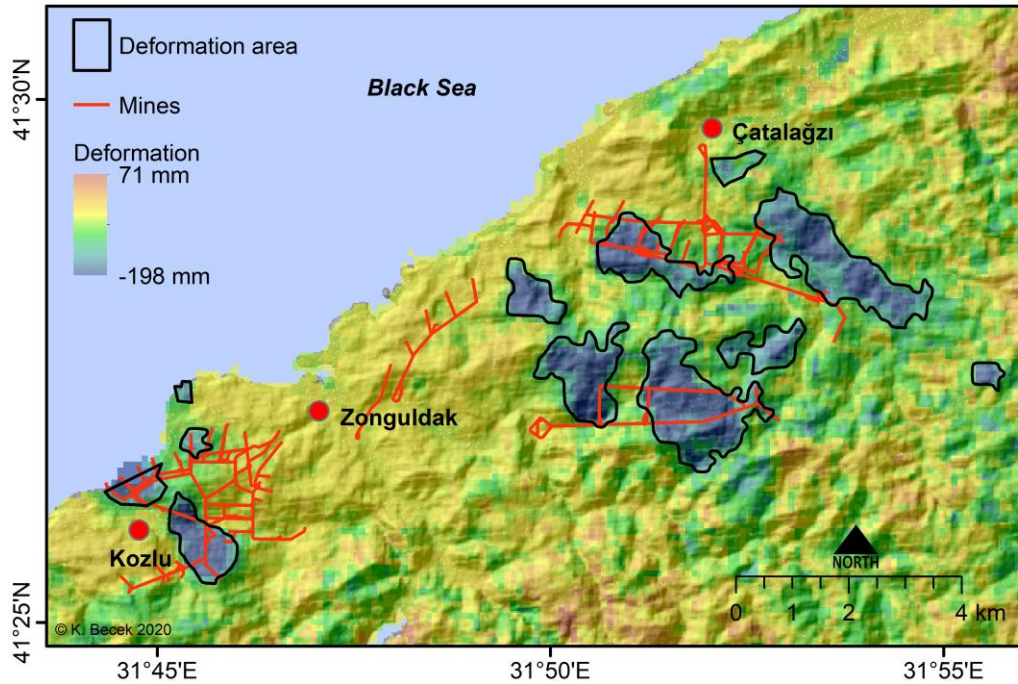 Deformation area
Mines
Deformation
71 mm
-198 mm
Black Sea
Çatalağzı
Zonguldak
Kozlu
NORTH
0 1 2 4 km
© K. Becek 2020
41°30'N
41°25'N
31°45'E
31°50'E
31°55'E